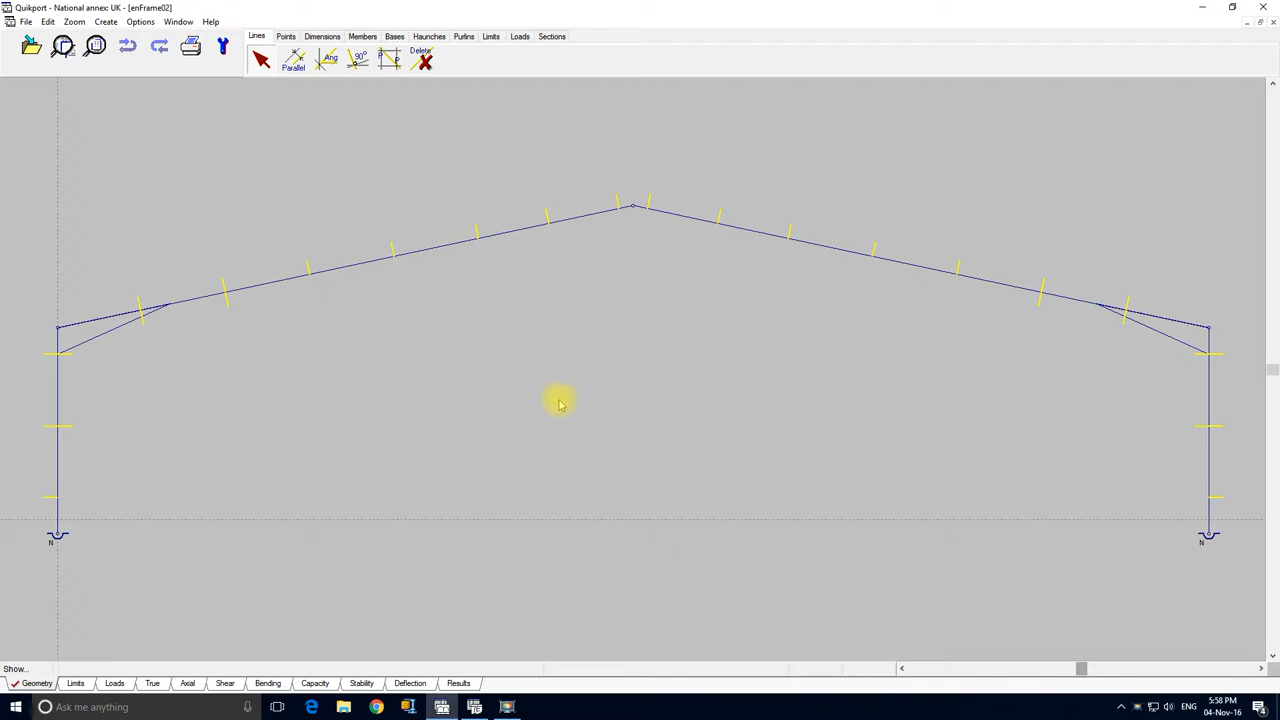 Quikport - National annex: UK - [enFrame02]
File Edit Zoom Create Options Window Help
Lines Points Dimensions Members Bases Haunches Purlins Limits Loads Sections
Parallel Ang 90° P P Delete
N N
Show...
Geometry Limits Loads True Axial Shear Bending Capacity Stability Deflection Results
Ask me anything
ENG
5:58 PM
04-Nov-16